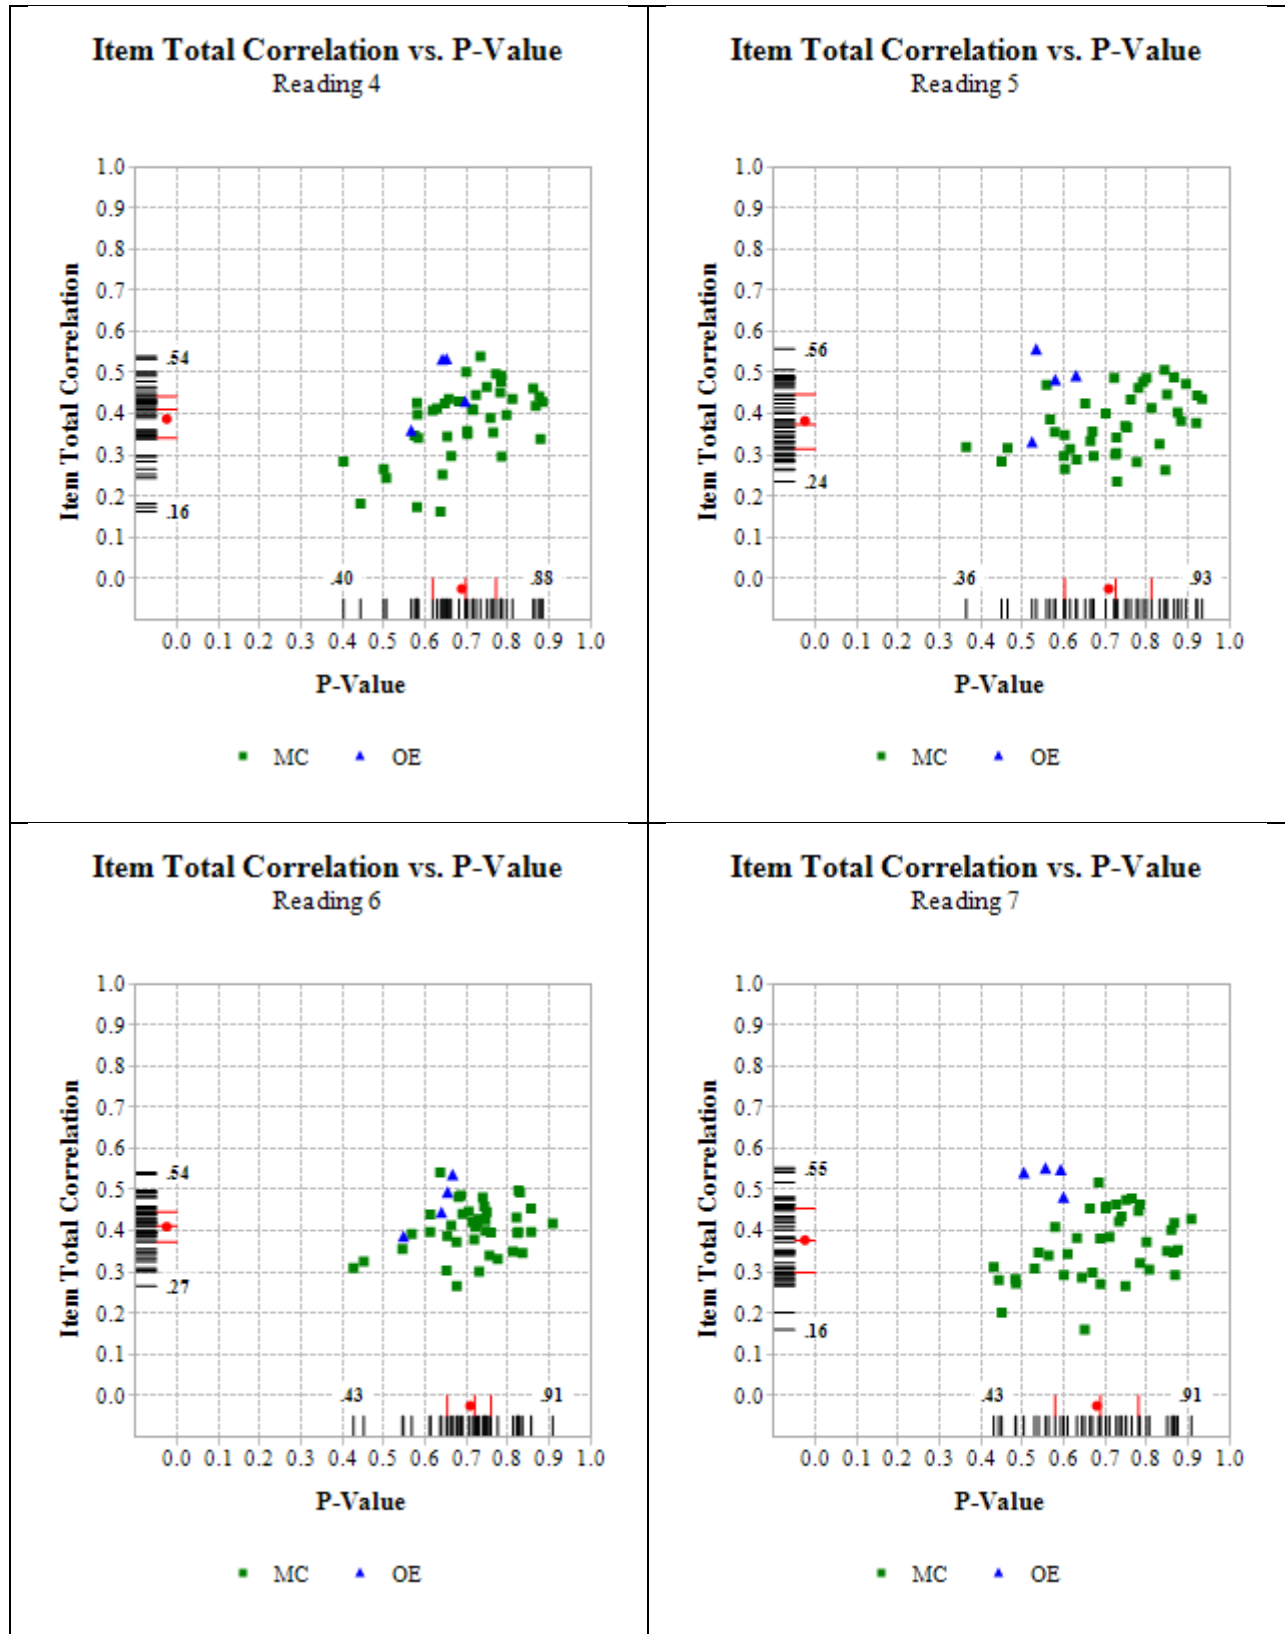 Item Total Correlation vs. P-Value
Reading 4
1.0
0.9
0.8
0.7
0.6
0.5
0.4
0.3
0.2
0.1
0.0
Item Total Correlation
.54
.16
.40
.88
0.0 0.1 0.2 0.3 0.4 0.5 0.6 0.7 0.8 0.9 1.0
P-Value
MC OE
Item Total Correlation vs. P-Value
Reading 5
1.0
0.9
0.8
0.7
0.6
0.5
0.4
0.3
0.2
0.1
0.0
Item Total Correlation
.56
.24
.36
.93
0.0 0.1 0.2 0.3 0.4 0.5 0.6 0.7 0.8 0.9 1.0
P-Value
MC OE
Item Total Correlation vs. P-Value
Reading 6
1.0
0.9
0.8
0.7
0.6
0.5
0.4
0.3
0.2
0.1
0.0
Item Total Correlation
.54
.27
.43
.91
0.0 0.1 0.2 0.3 0.4 0.5 0.6 0.7 0.8 0.9 1.0
P-Value
MC OE
Item Total Correlation vs. P-Value
Reading 7
1.0
0.9
0.8
0.7
0.6
0.5
0.4
0.3
0.2
0.1
0.0
Item Total Correlation
.55
.16
.43
.91
0.0 0.1 0.2 0.3 0.4 0.5 0.6 0.7 0.8 0.9 1.0
P-Value
MC OE